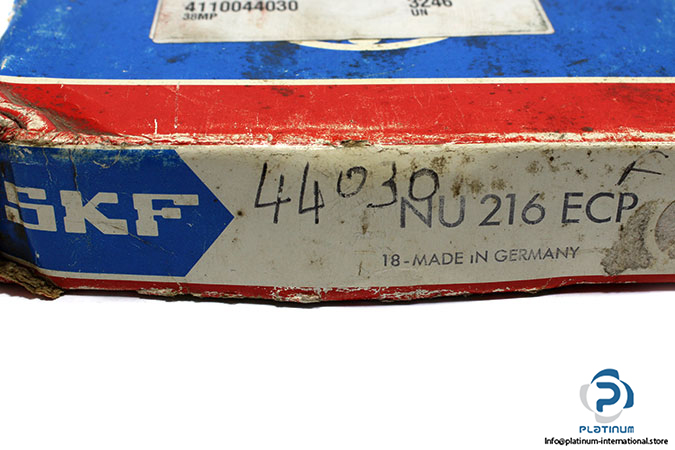 4110044030 3246
38MP UN
SKF 44030 NU 216 ECP
18-MADE IN GERMANY
PLATINUM
Info@platinum-international.store